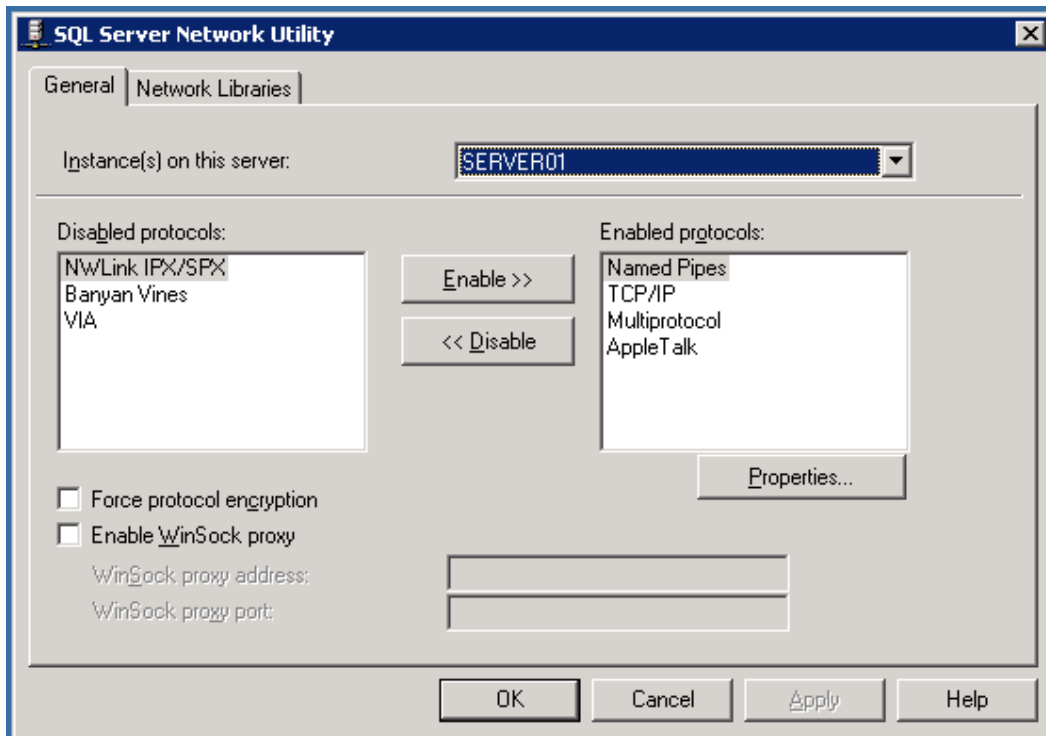 SQL Server Network Utility
General
Network Libraries
Instance(s) on this server:
SERVER01
Disabled protocols:
Enabled protocols:
NWLink IPX/SPX
Banyan Vines
VIA
Enable >>
<< Disable
Named Pipes
TCP/IP
Multiprotocol
AppleTalk
Properties...
Force protocol encryption
Enable WinSock proxy
WinSock proxy address:
WinSock proxy port:
OK
Cancel
Apply
Help